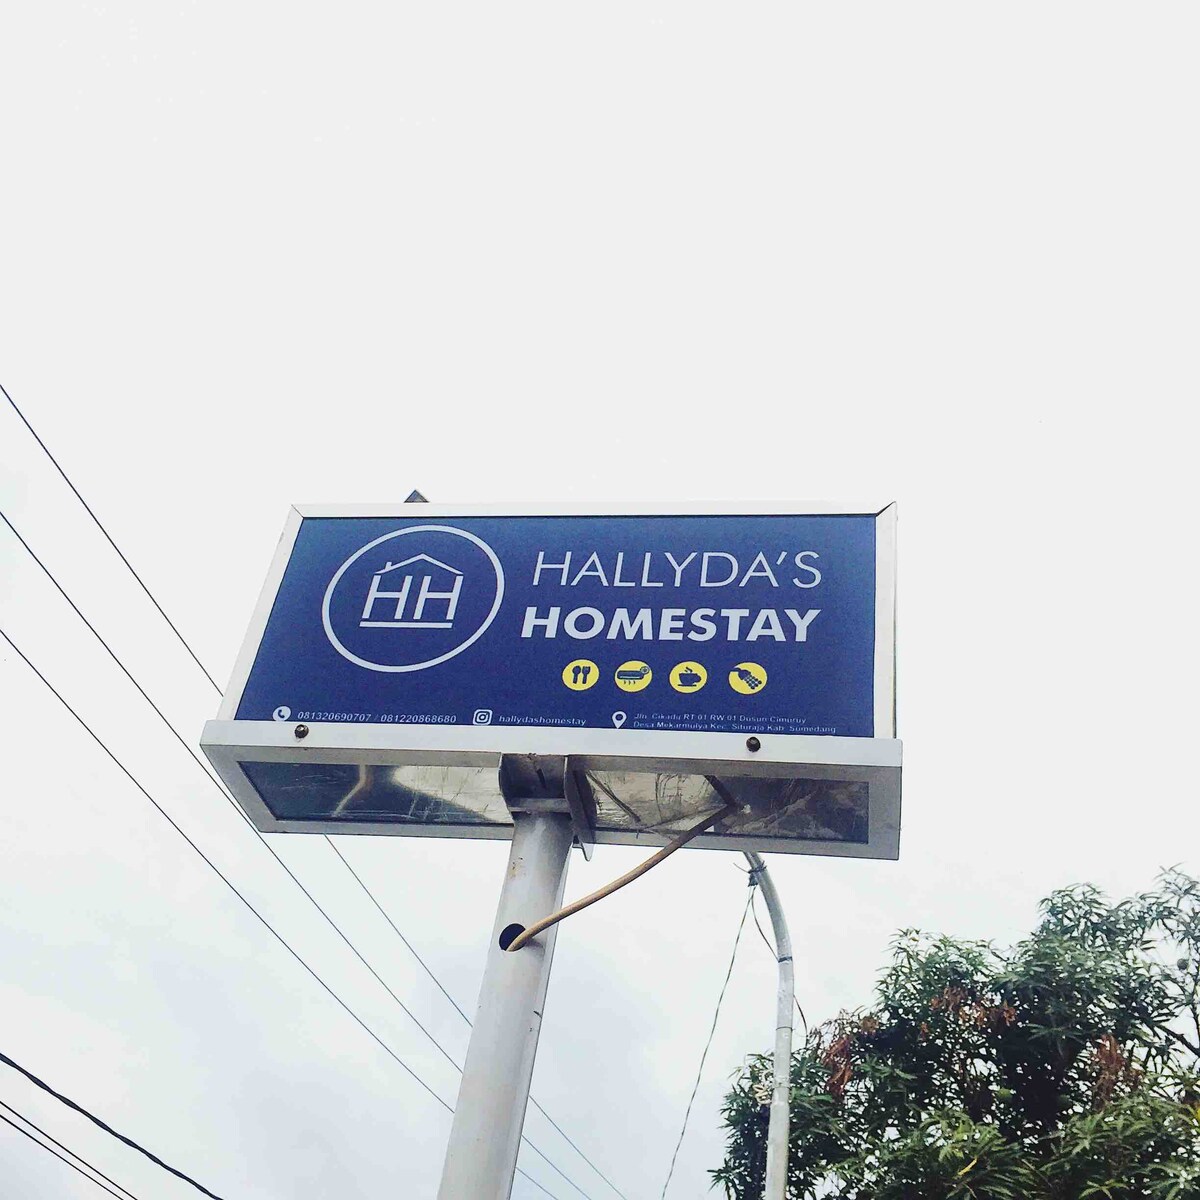 HH
HALLYDA'S
HOMESTAY
081320690707 / 081220868680
hallydashomestay
Jln. Cikadu RT 01 RW 01 Dusun Cimuruy
Desa Mekarmulya Kec. Situraja Kab. Sumedang